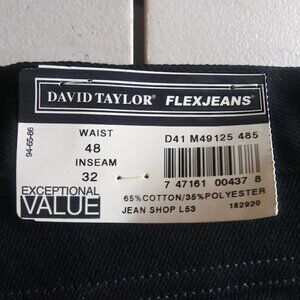 DAVID TAYLOR® FLEXJEANS®
94-65-86
WAIST
48
INSEAM
32
EXCEPTIONAL
VALUE
D41 M49125 485
7 47161 00437 8
65%COTTON/35%POLYESTER
JEAN SHOP L53
182920